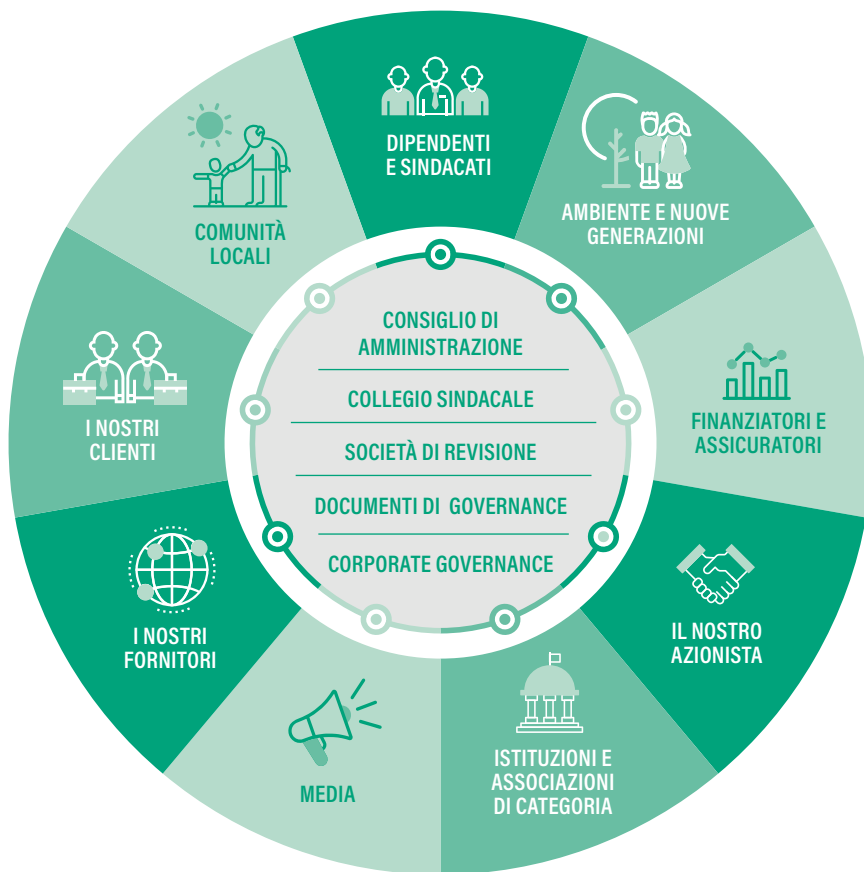 DIPENDENTI
E SINDACATI
AMBIENTE E NUOVE
GENERAZIONI
FINANZIATORI E
ASSICURATORI
IL NOSTRO
AZIONISTA
ISTITUZIONI E
ASSOCIAZIONI
DI CATEGORIA
MEDIA
I NOSTRI
FORNITORI
I NOSTRI
CLIENTI
COMUNITÀ
LOCALI
CONSIGLIO DI
AMMINISTRAZIONE
COLLEGIO SINDACALE
SOCIETÀ DI REVISIONE
DOCUMENTI DI GOVERNANCE
CORPORATE GOVERNANCE